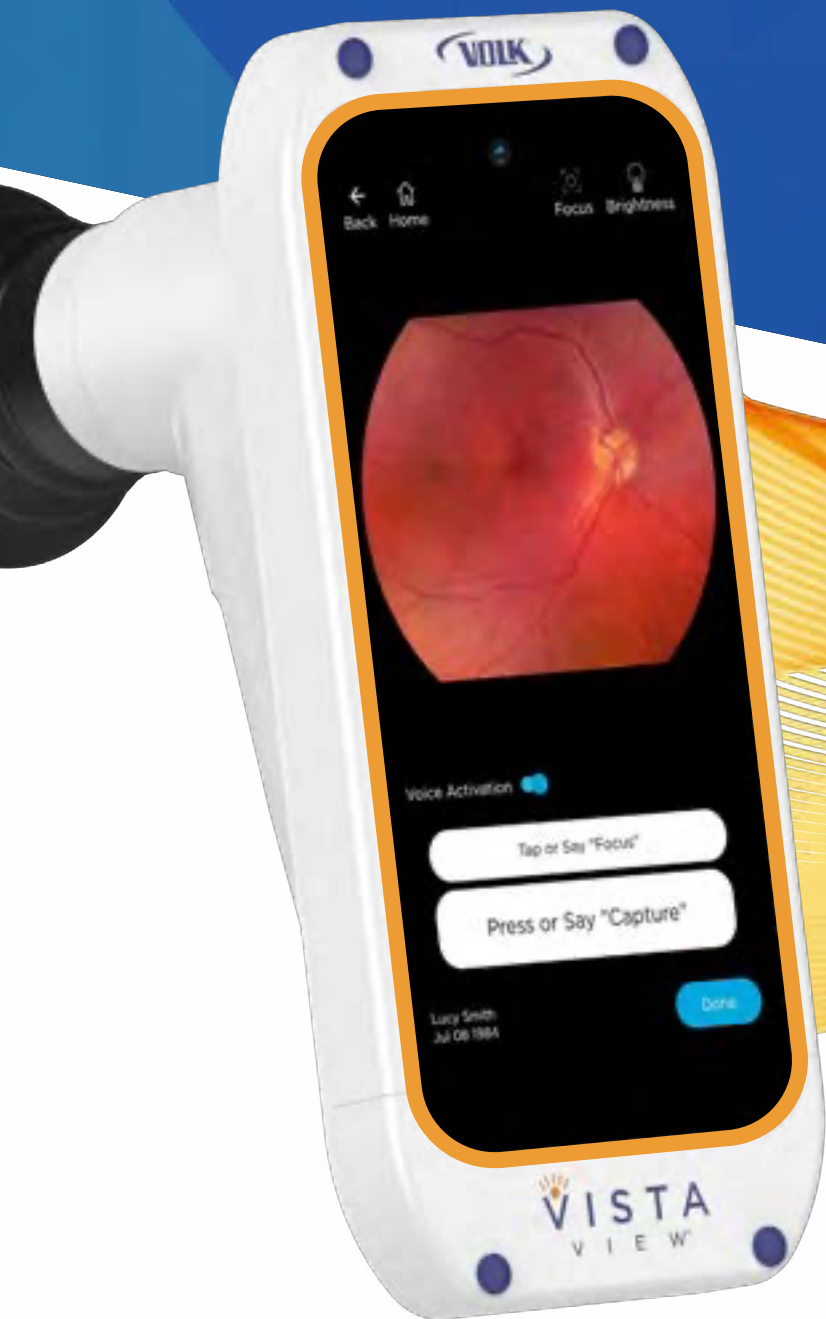 VOLK
Back Home Focus Brightness
Voice Activation
Tap or Say "Focus"
Press or Say "Capture"
Lucy Smith
Jul 08 1984
Done
VISTA
VIEW